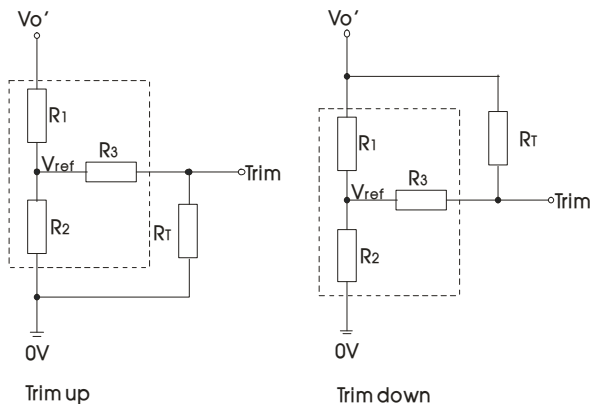 Vo’
R1
Vref
R3
Trim
R2
RT
0V
Trim up
Vo’
R1
RT
Vref
R3
Trim
R2
0V
Trim down